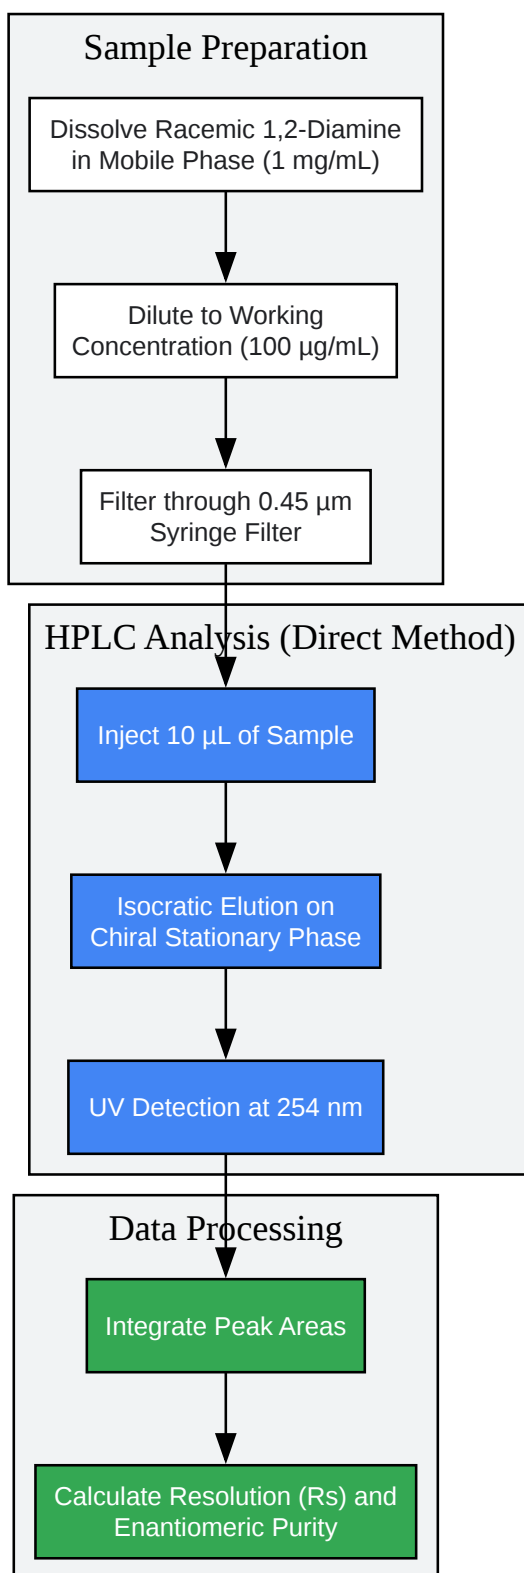 Sample Preparation
Dissolve Racemic 1,2-Diamine
in Mobile Phase (1 mg/mL)
Dilute to Working
Concentration (100 µg/mL)
Filter through 0.45 µm
Syringe Filter
HPLC Analysis (Direct Method)
Inject 10 µL of Sample
Isocratic Elution on
Chiral Stationary Phase
UV Detection at 254 nm
Data Processing
Integrate Peak Areas
Calculate Resolution (Rs) and
Enantiomeric Purity